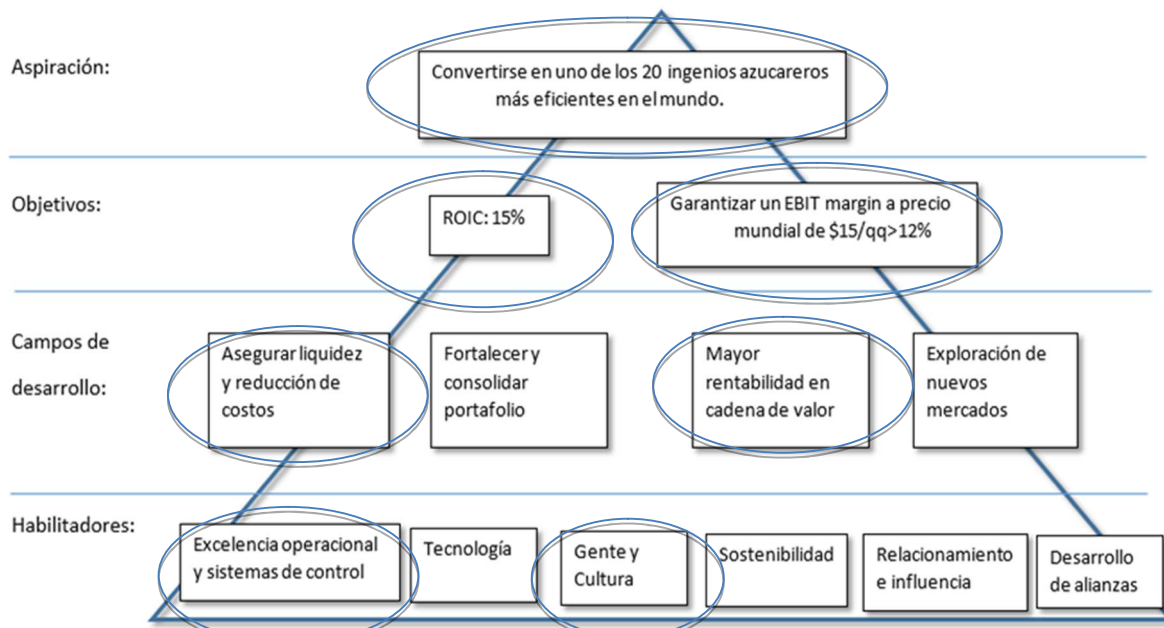 Aspiración:
Convertirse en uno de los 20 ingenios azucareros
más eficientes en el mundo.
Objetivos:
ROIC: 15%
Garantizar un EBIT margin a precio
mundial de $15/qq>12%
Campos de
desarrollo:
Asegurar liquidez
y reducción de
costos
Fortalecer y
consolidar
portafolio
Mayor
rentabilidad en
cadena de valor
Exploración de
nuevos
mercados
Habilitadores:
Excelencia operacional
y sistemas de control
Tecnología
Gente y
Cultura
Sostenibilidad
Relacionamiento
e influencia
Desarrollo
de alianzas